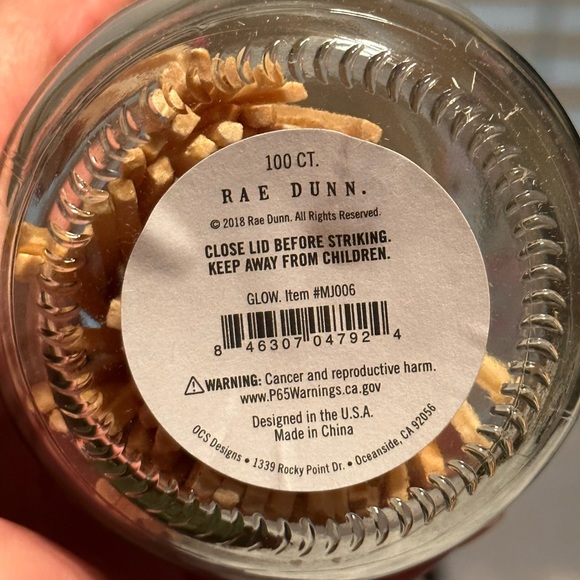 100 CT.
RAE DUNN.
© 2018 Rae Dunn. All Rights Reserved.
CLOSE LID BEFORE STRIKING.
KEEP AWAY FROM CHILDREN.
GLOW. Item #MJ006
8 46307 04792 4
⚠WARNING: Cancer and reproductive harm.
www.P65Warnings.ca.gov
Designed in the U.S.A.
Made in China
OCS Designs • 1339 Rocky Point Dr. • Oceanside, CA 92056